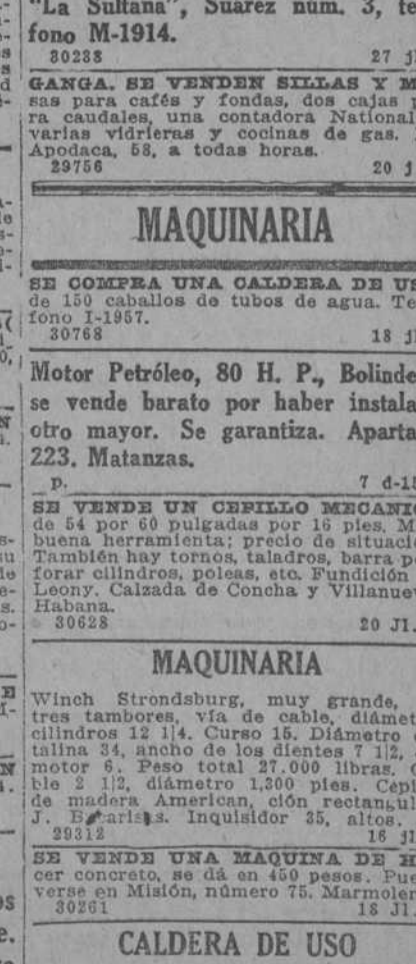 "La Sultana", Suárez núm. 3, te
fono M-1914.
30238 27 jl
GANGA. SE VENDEN SILLAS Y M
sas para cafés y fondas, dos cajas p
ra caudales, una contadora National
varias vidrieras y cocinas de gas.
Apodaca, 58, a todas horas.
29756 20 j
MAQUINARIA
SE COMPRA UNA CALDERA DE US
de 150 caballos de tubos de agua. Te
fono I-1957.
30768 18 jl
Motor Petróleo, 80 H. P., Bolinde
se vende barato por haber instala
otro mayor. Se garantiza. Aparta
223. Matanzas.
p. 7 d-18
SE VENDE UN CEPILLO MECANIC
de 54 por 60 pulgadas por 16 pies. M
buena herramienta; precio de situació
También hay tornos, taladros, barra p
forar cilindros, poleas, etc. Fundición
Leony. Calzada de Concha y Villanuev
Habana.
30628 20 Jl.
MAQUINARIA
Winch Strondsburg, muy grande,
tres tambores, vía de cable, diámet
cilindros 12 1|4. Curso 15. Diámetro
talina 34, ancho de los dientes 7 1|2,
motor 6. Peso total 27.000 libras. C
ble 2 1|2, diámetro 1,300 pies. Cepi
de madera American, ción rectangul
J. Inquisidor 35, altos.
29312 16 jl
SE VENDE UNA MAQUINA DE H
cer concreto, se dá en 450 pesos. Pue
verse en Misión, número 75. Marmoler
30261 18 Jl.
CALDERA DE USO